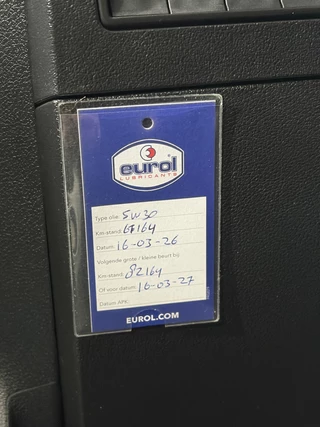 eurol
LUBRICANTS
Type olie: 5W30
Km-stand: 67164
Datum: 16-03-26
Volgende grote / kleine beurt bij
Km-stand: 82164
Of voor datum: 16-03-27
Datum APK:
EUROL.COM